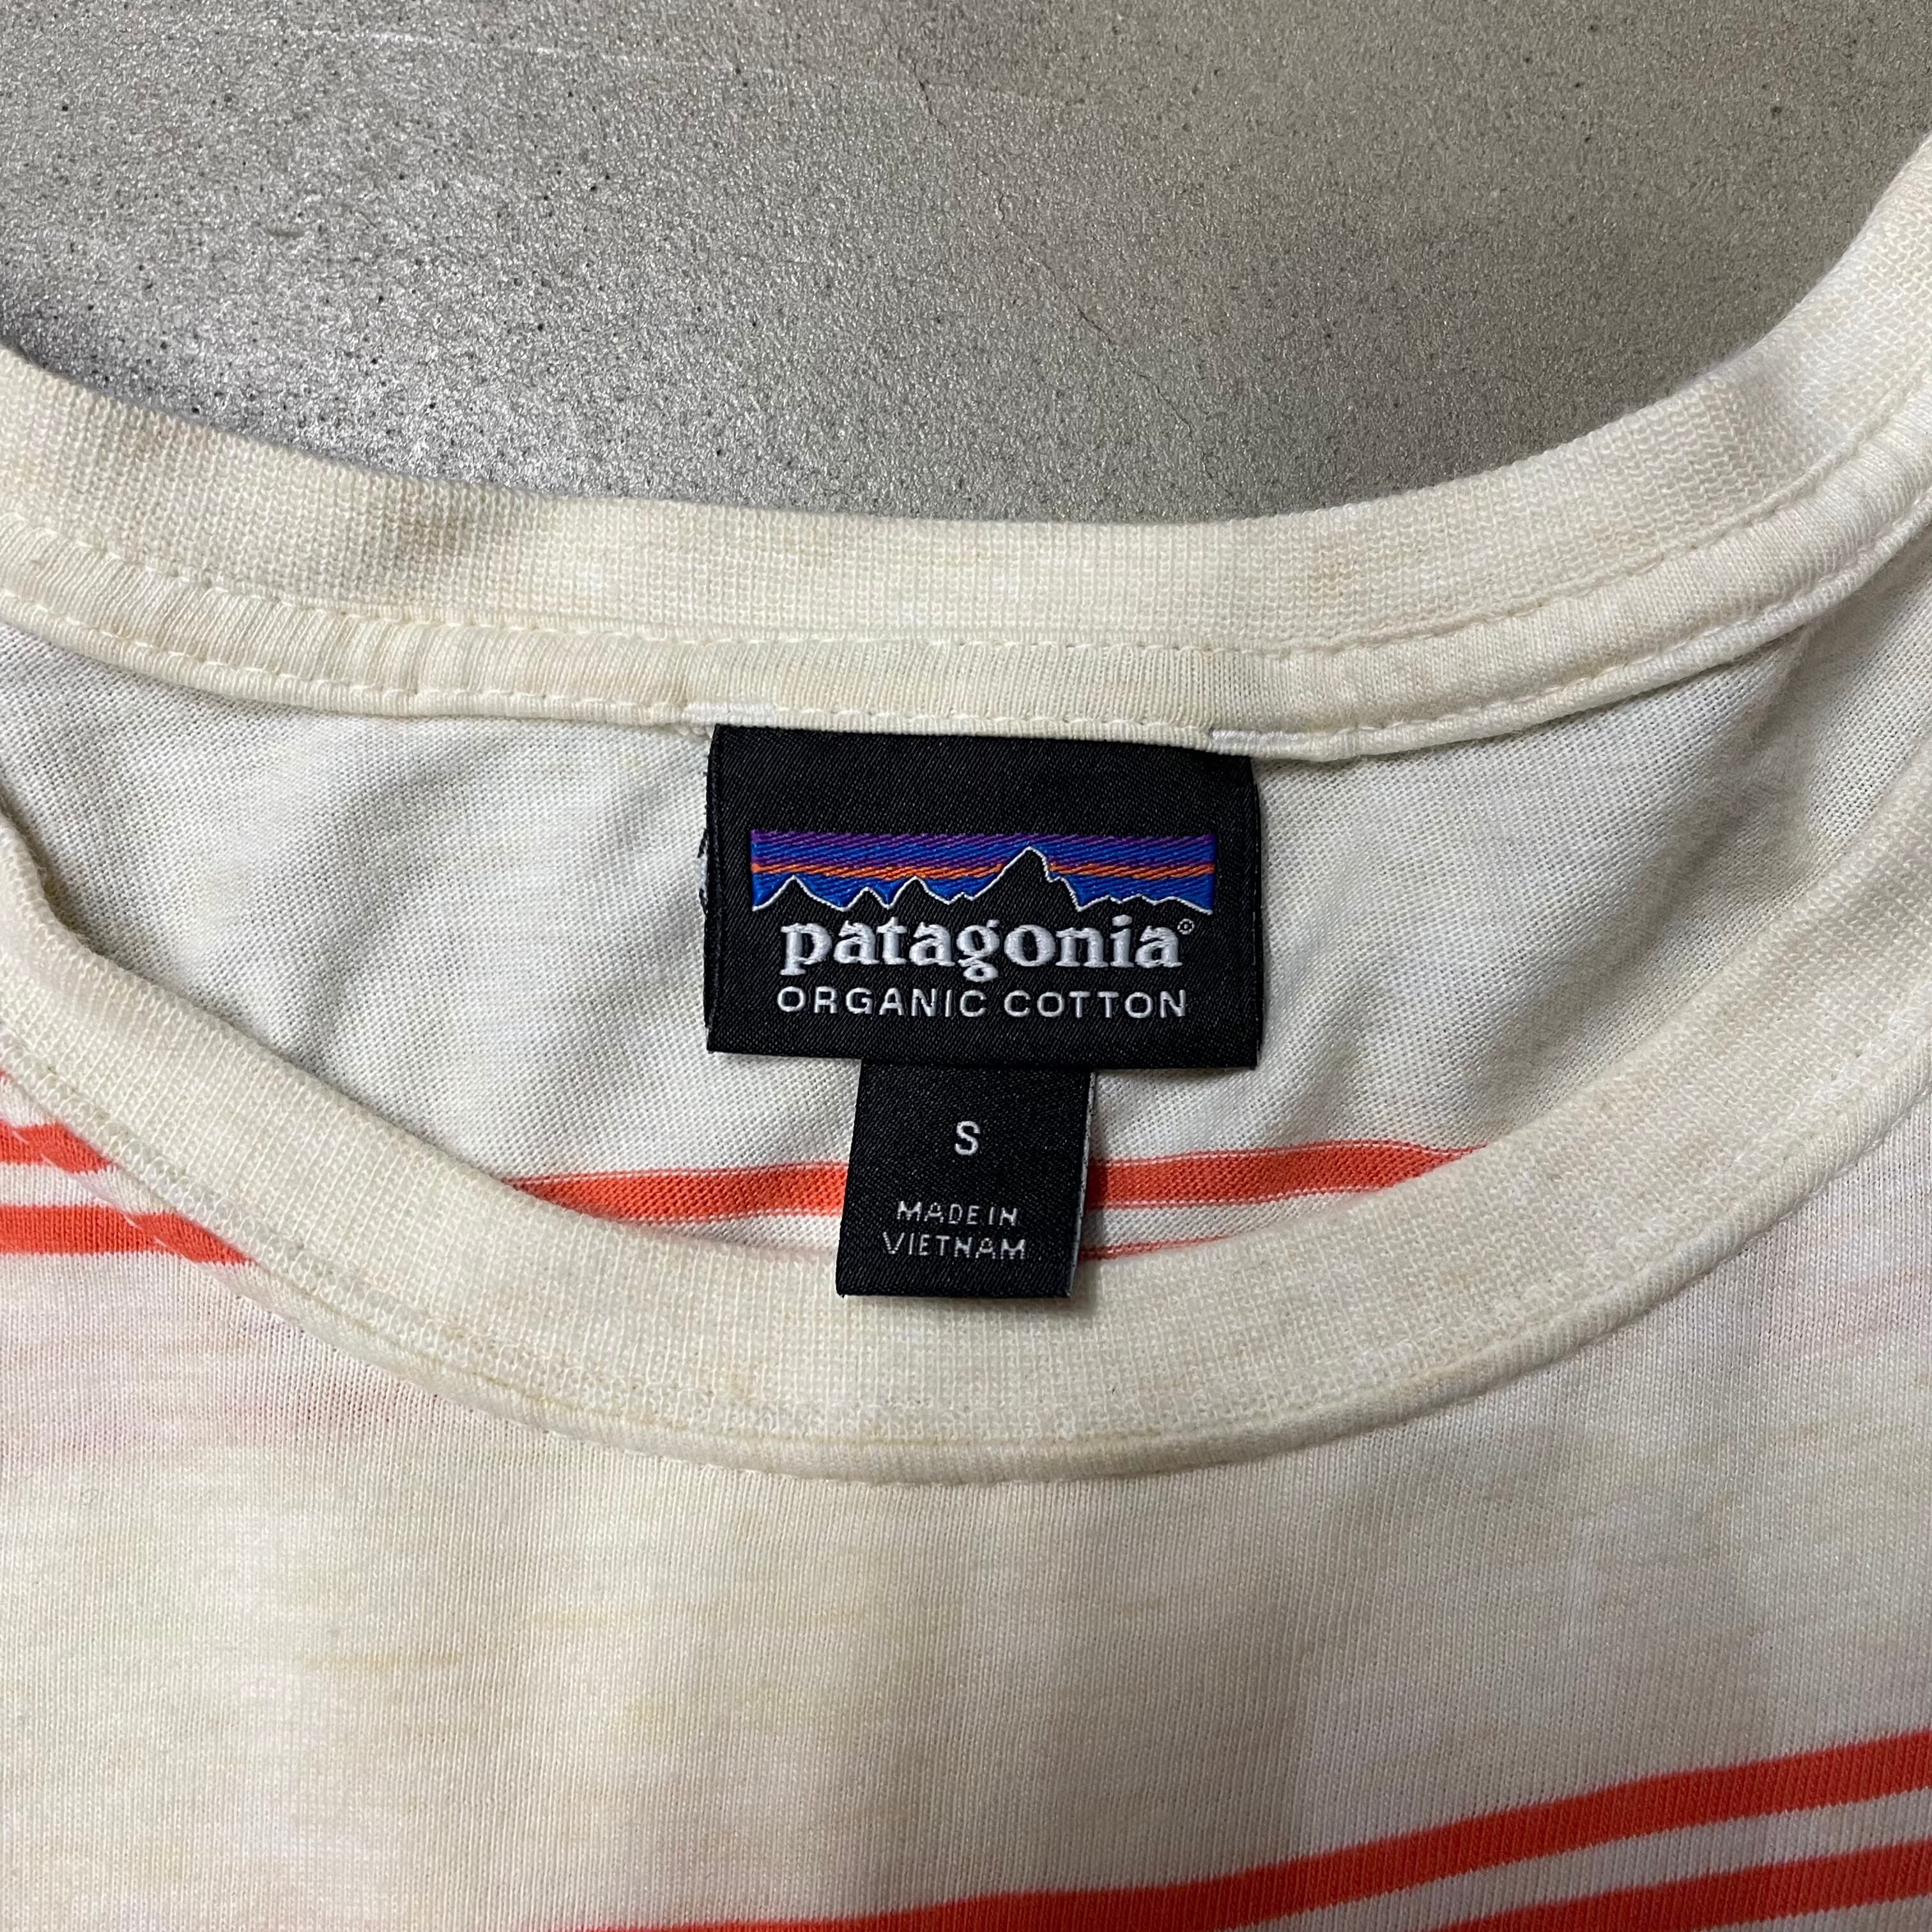 patagonia®
ORGANIC COTTON
S
MADE IN
VIETNAM